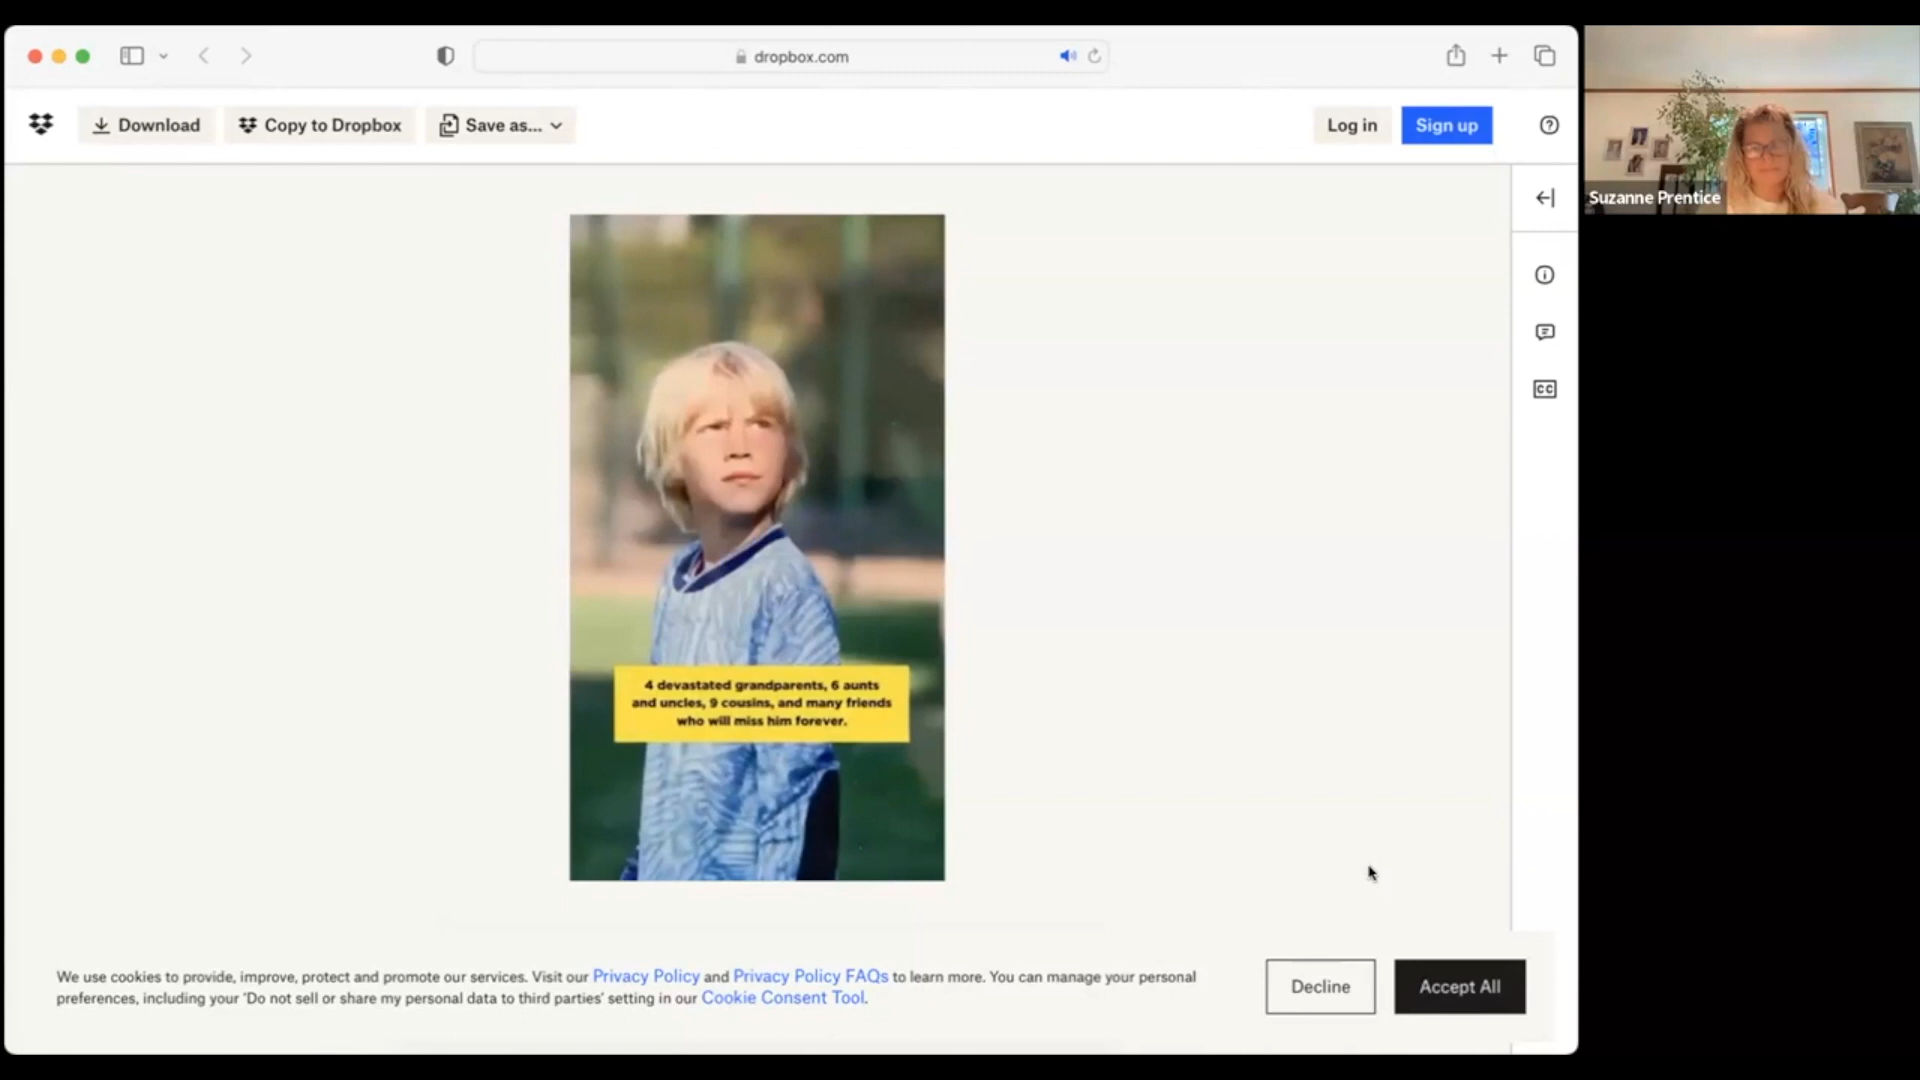 dropbox.com
Download
Copy to Dropbox
Save as...
Log in
Sign up
Suzanne Prentice
CC
4 devastated grandparents, 6 aunts
and uncles, 9 cousins, and many friends
who will miss him forever.
We use cookies to provide, improve, protect and promote our services. Visit our Privacy Policy and Privacy Policy FAQs to learn more. You can manage your personal
preferences, including your 'Do not sell or share my personal data to third parties' setting in our Cookie Consent Tool.
Decline
Accept All